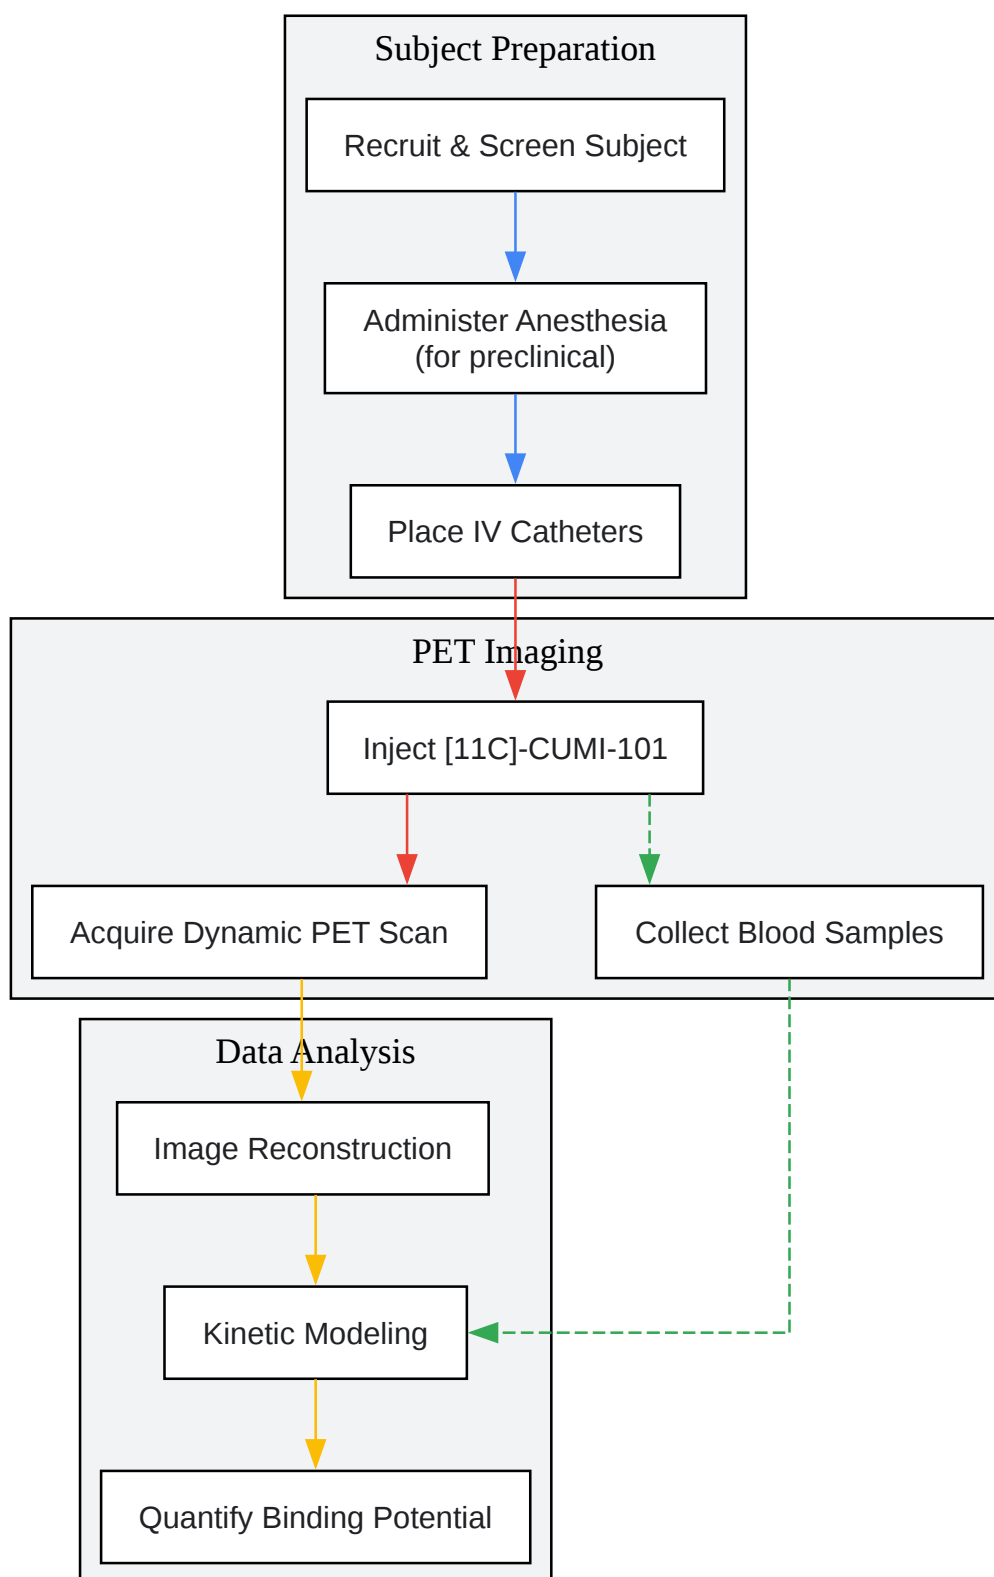 Subject Preparation
Recruit & Screen Subject
Administer Anesthesia
(for preclinical)
Place IV Catheters
PET Imaging
Inject [11C]-CUMI-101
Acquire Dynamic PET Scan
Collect Blood Samples
Data Analysis
Image Reconstruction
Kinetic Modeling
Quantify Binding Potential